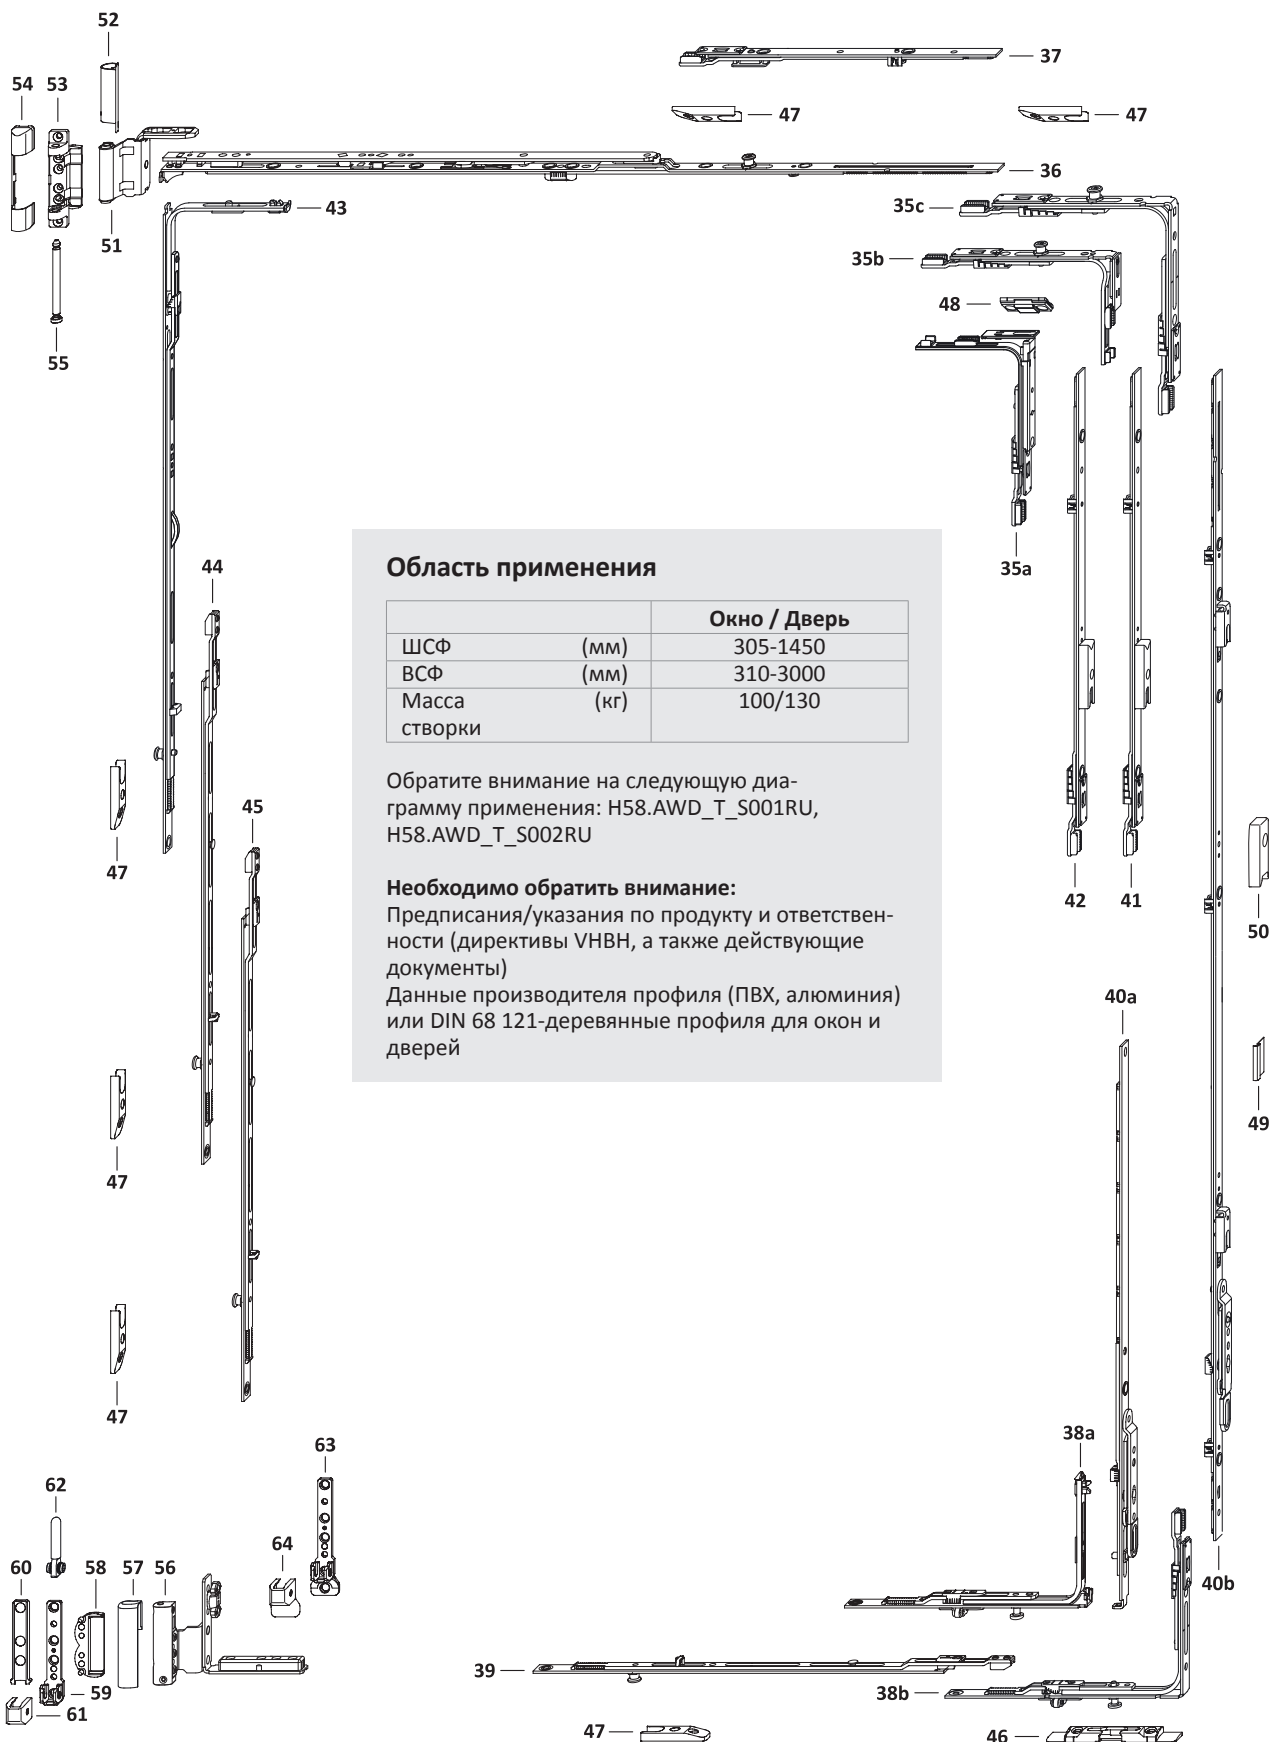 52
37
54 53
47
47
36
35c
43
51
35b
48
55
35a
44
Область применения
Окно / Дверь
ШСФ (мм) 305-1450
ВСФ (мм) 310-3000
Масса (кг) 100/130
створки
45
Обратите внимание на следующую диа-
грамму применения: H58.AWD_T_S001RU,
H58.AWD_T_S002RU
47
42 41
50
Необходимо обратить внимание:
Предписания/указания по продукту и ответствен-
ности (директивы VHBH, а также действующие
документы)
Данные производителя профиля (ПВХ, алюминия)
или DIN 68 121-деревянные профиля для окон и
дверей
40a
49
47
47
38a
63
62
64
60 58 57 56
40b
39
38b
59
61
47
46